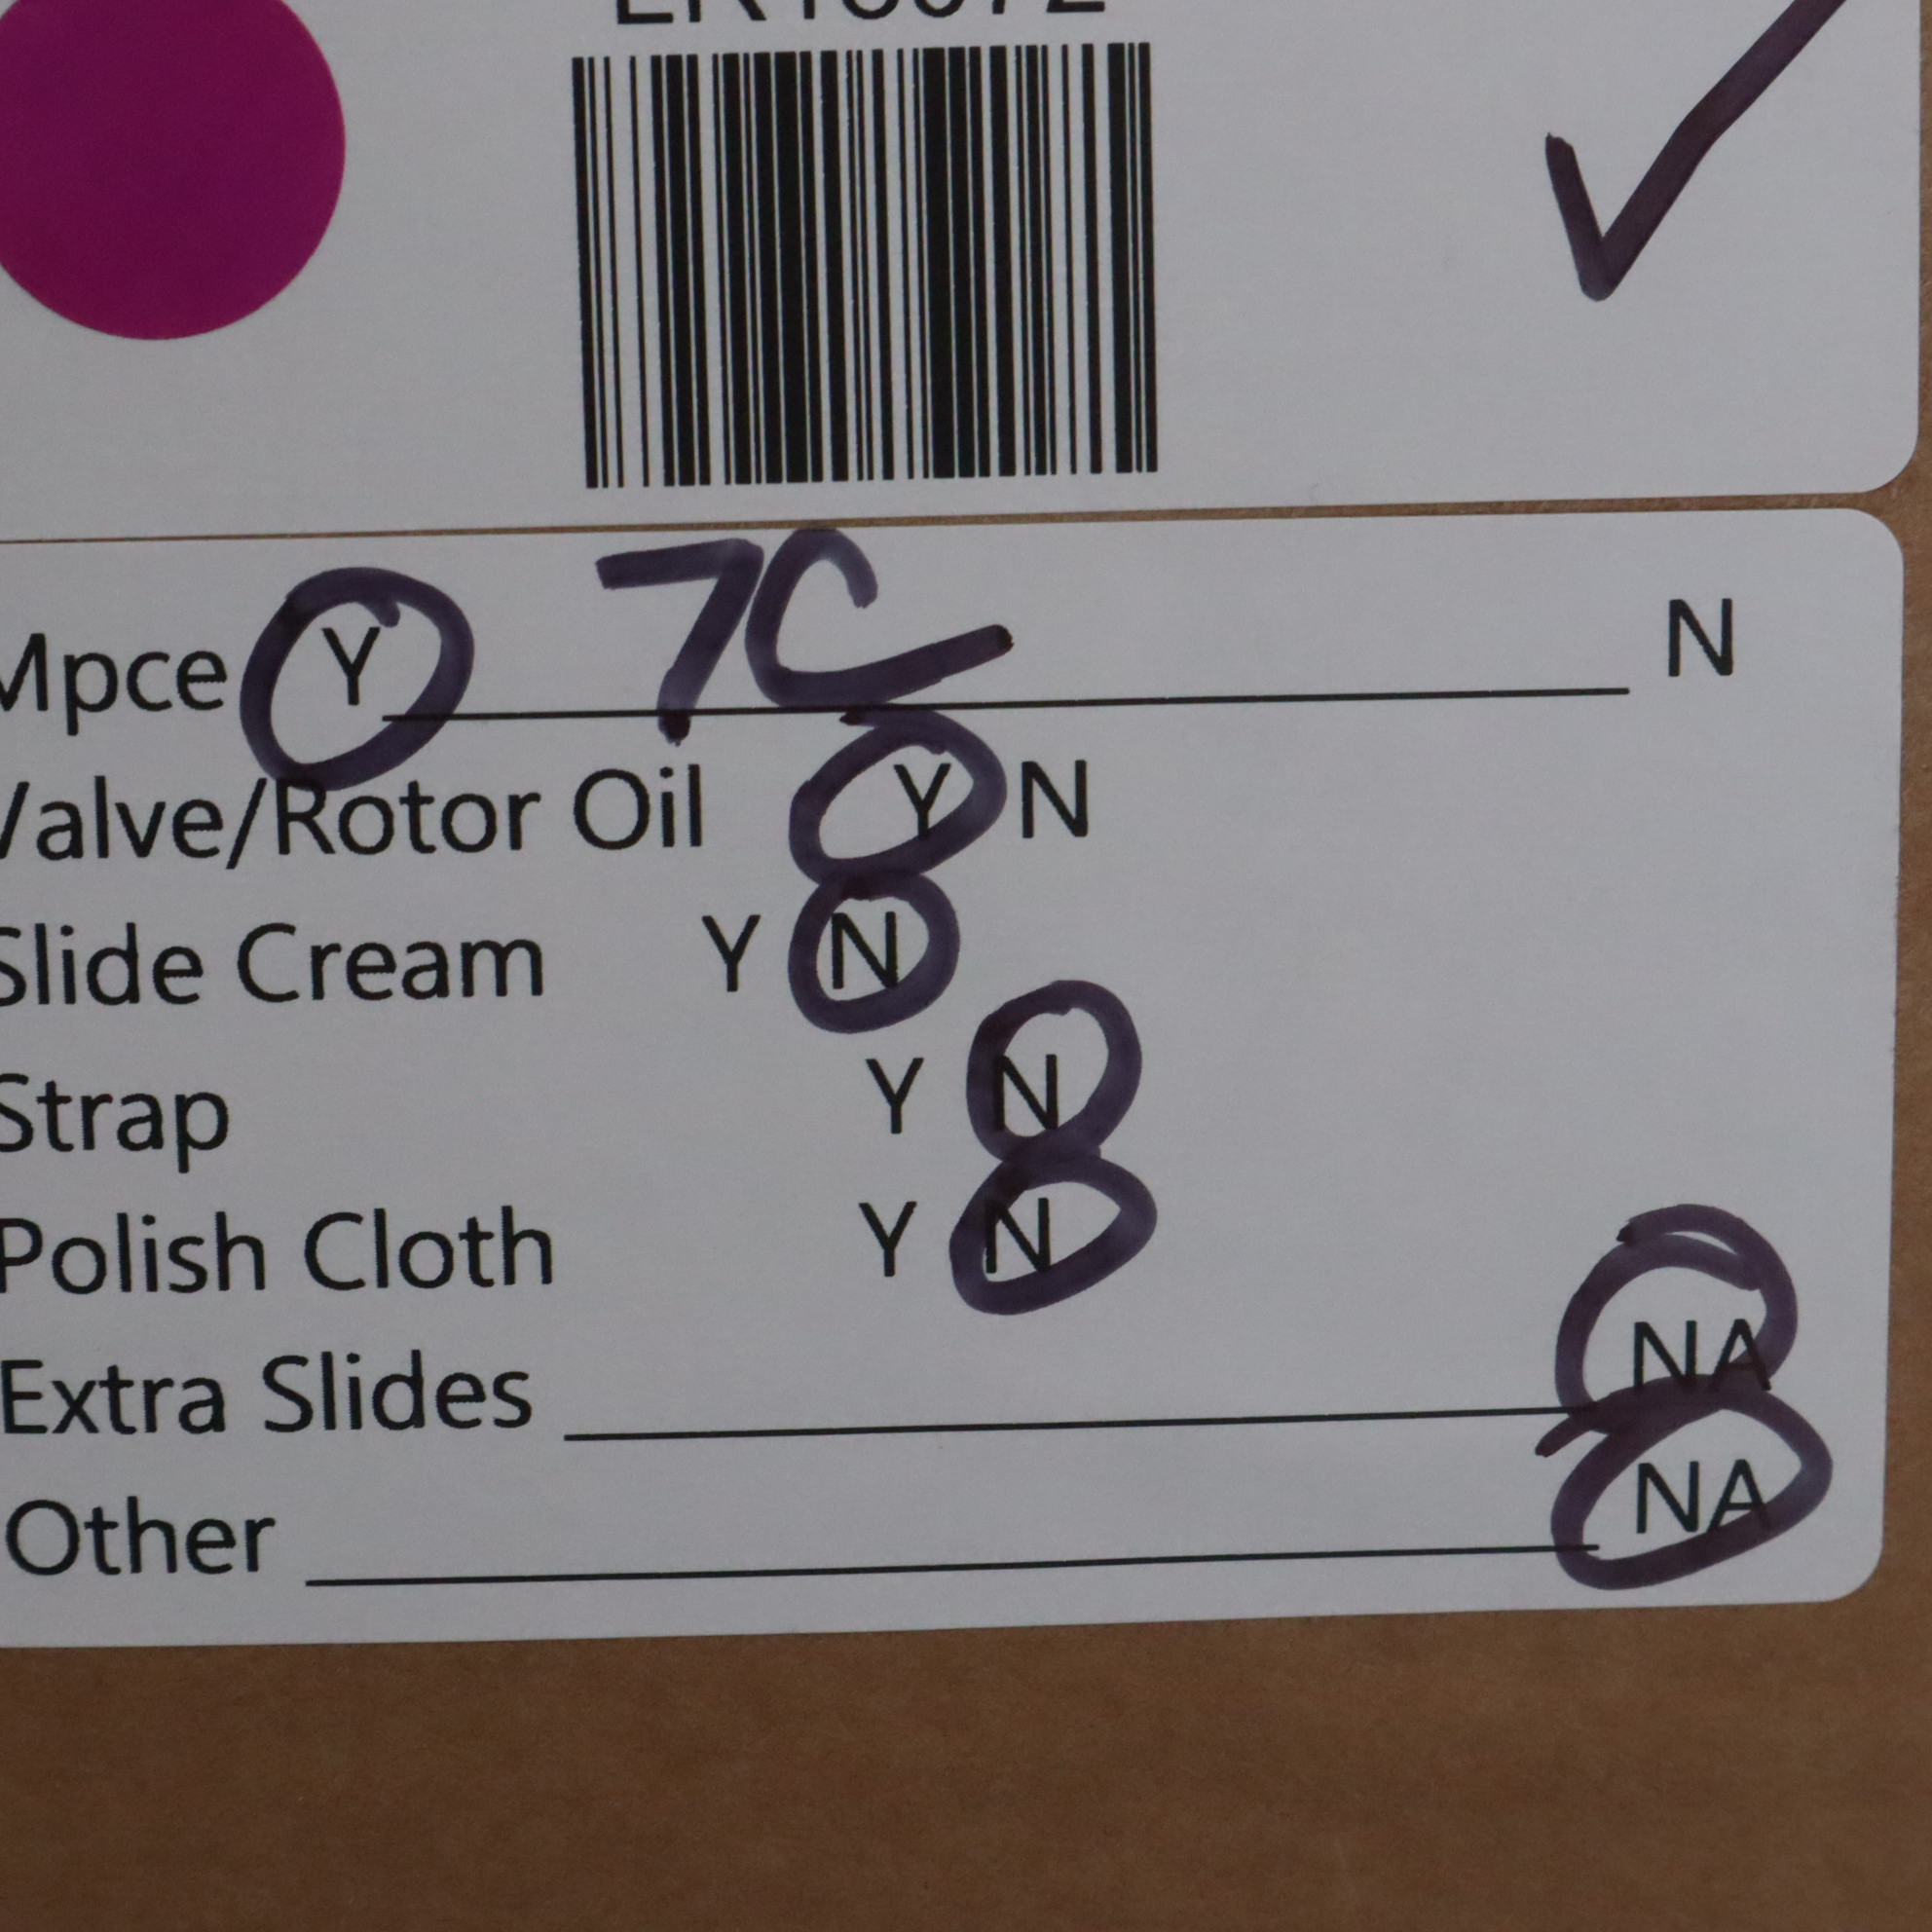 Mpce Y 7C N
Valve/Rotor Oil Y N
Slide Cream Y N
Strap Y N
Polish Cloth Y N
Extra Slides NA
Other NA